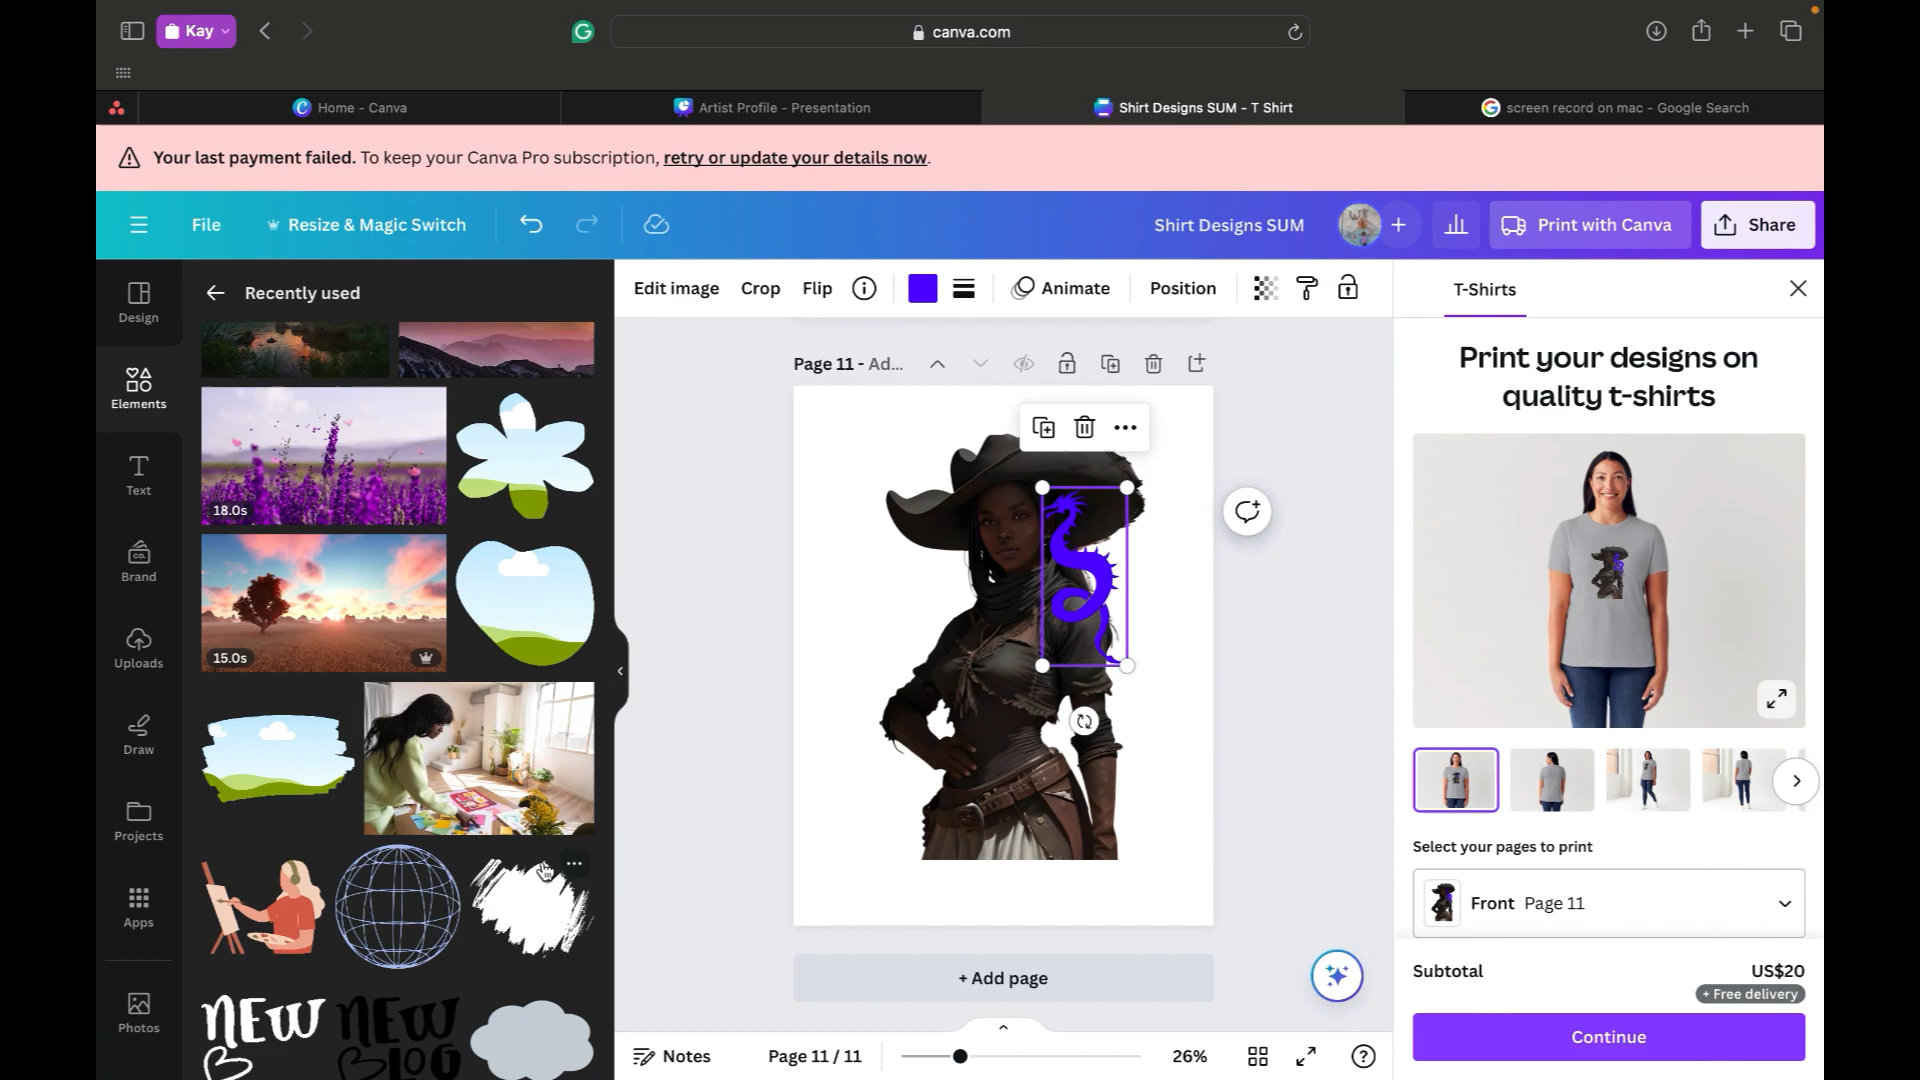 Kay
canva.com
Home - Canva
Artist Profile - Presentation
Shirt Designs SUM - T Shirt
screen record on mac - Google Search
Your last payment failed. To keep your Canva Pro subscription, retry or update your details now.
File
Resize & Magic Switch
Shirt Designs SUM
Print with Canva
Share
Design
Elements
Text
Brand
Uploads
Draw
Projects
Apps
Photos
Recently used
18.0s
15.0s
NEW
NEW
BLOG
Edit image
Crop
Flip
Animate
Position
Page 11 - Ad...
+ Add page
Notes
Page 11 / 11
26%
T-Shirts
Print your designs on
quality t-shirts
Select your pages to print
Front Page 11
Subtotal
US$20
+ Free delivery
Continue